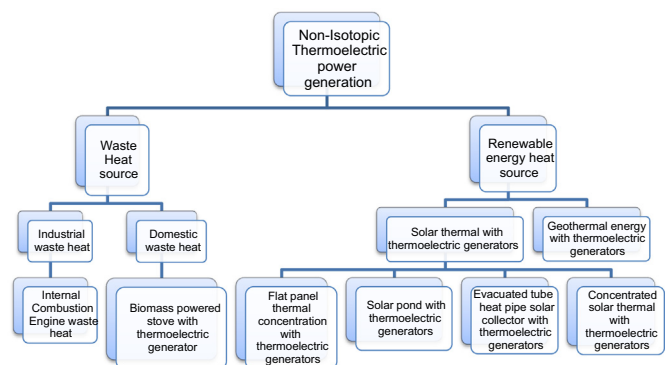 Non-Isotopic
Thermoelectric
power
generation
Waste
Heat
source
Renewable
energy heat
source
Industrial
waste heat
Domestic
waste heat
Solar thermal with
thermoelectric generators
Geothermal energy
with thermoelectric
generators
Internal
Combustion
Engine waste
heat
Biomass powered
stove with
thermoelectric
generator
Flat panel
thermal
concentration with
thermoelectric
generators
Solar pond with
thermoelectric
generators
Evacuated tube
heat pipe solar
collector with
thermoelectric
generators
Concentrated
solar thermal with
thermoelectric
generators